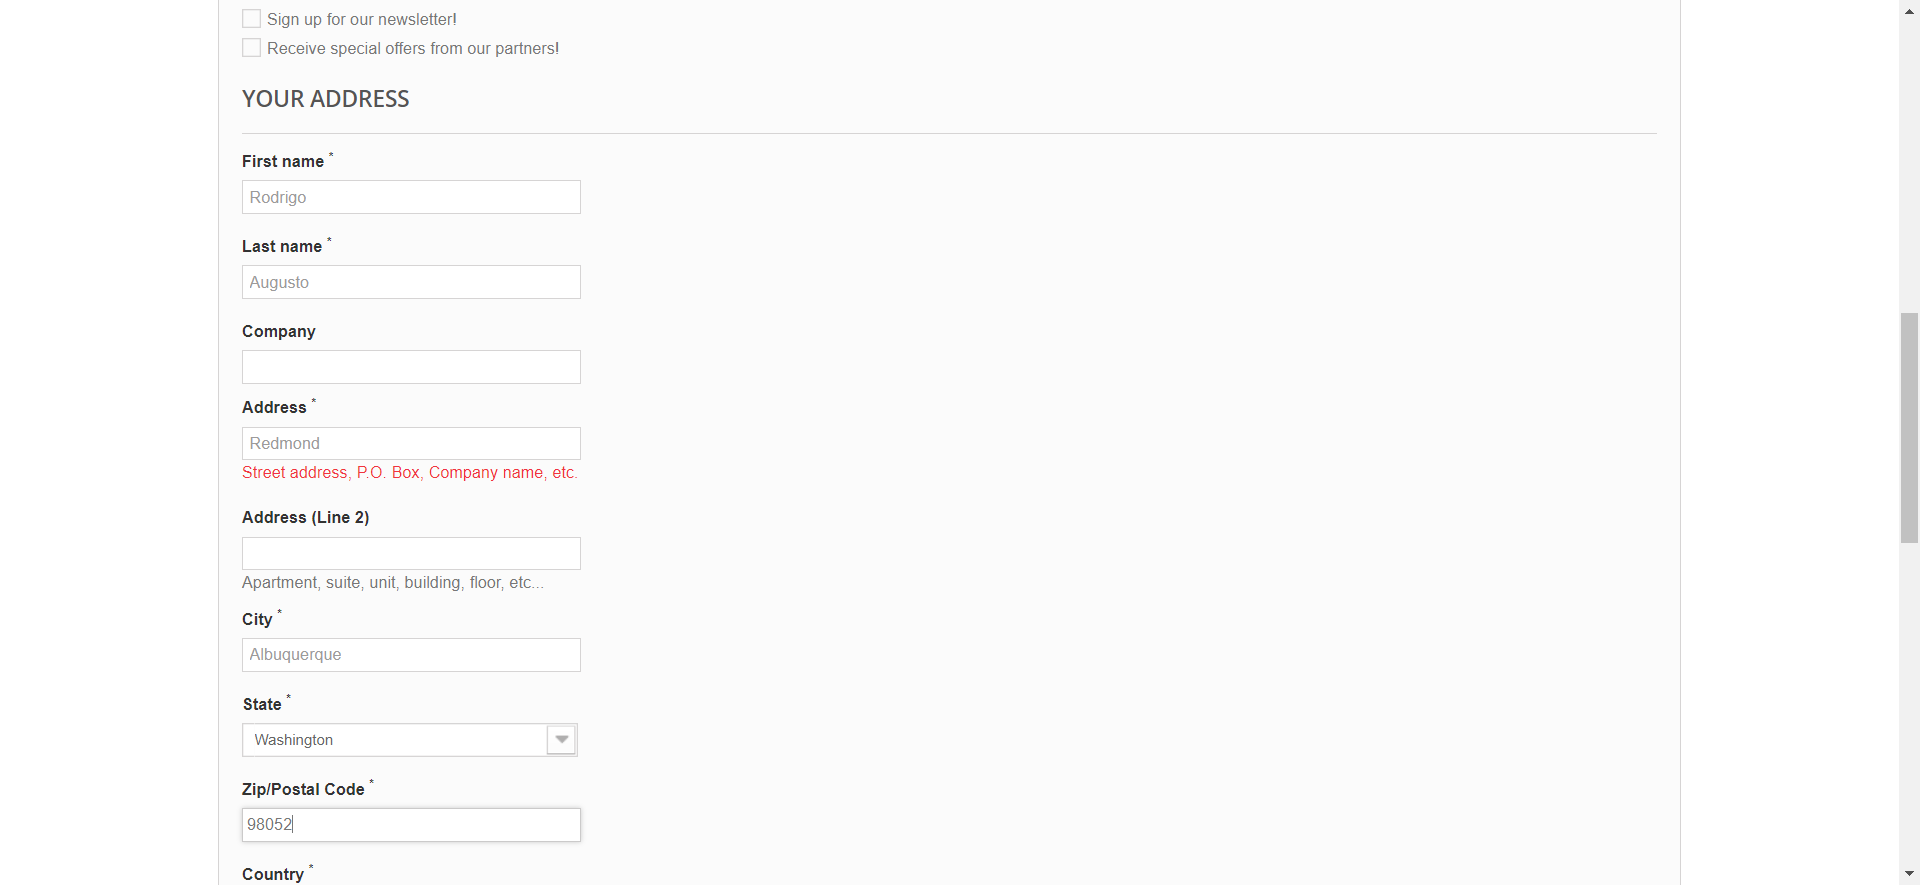 Sign up for our newsletter!
Receive special offers from our partners!
YOUR ADDRESS
First name *
Rodrigo
Last name *
Augusto
Company
Address *
Redmond
Street address, P.O. Box, Company name, etc.
Address (Line 2)
Apartment, suite, unit, building, floor, etc...
City *
Albuquerque
State *
Washington
Zip/Postal Code *
98052
Country *